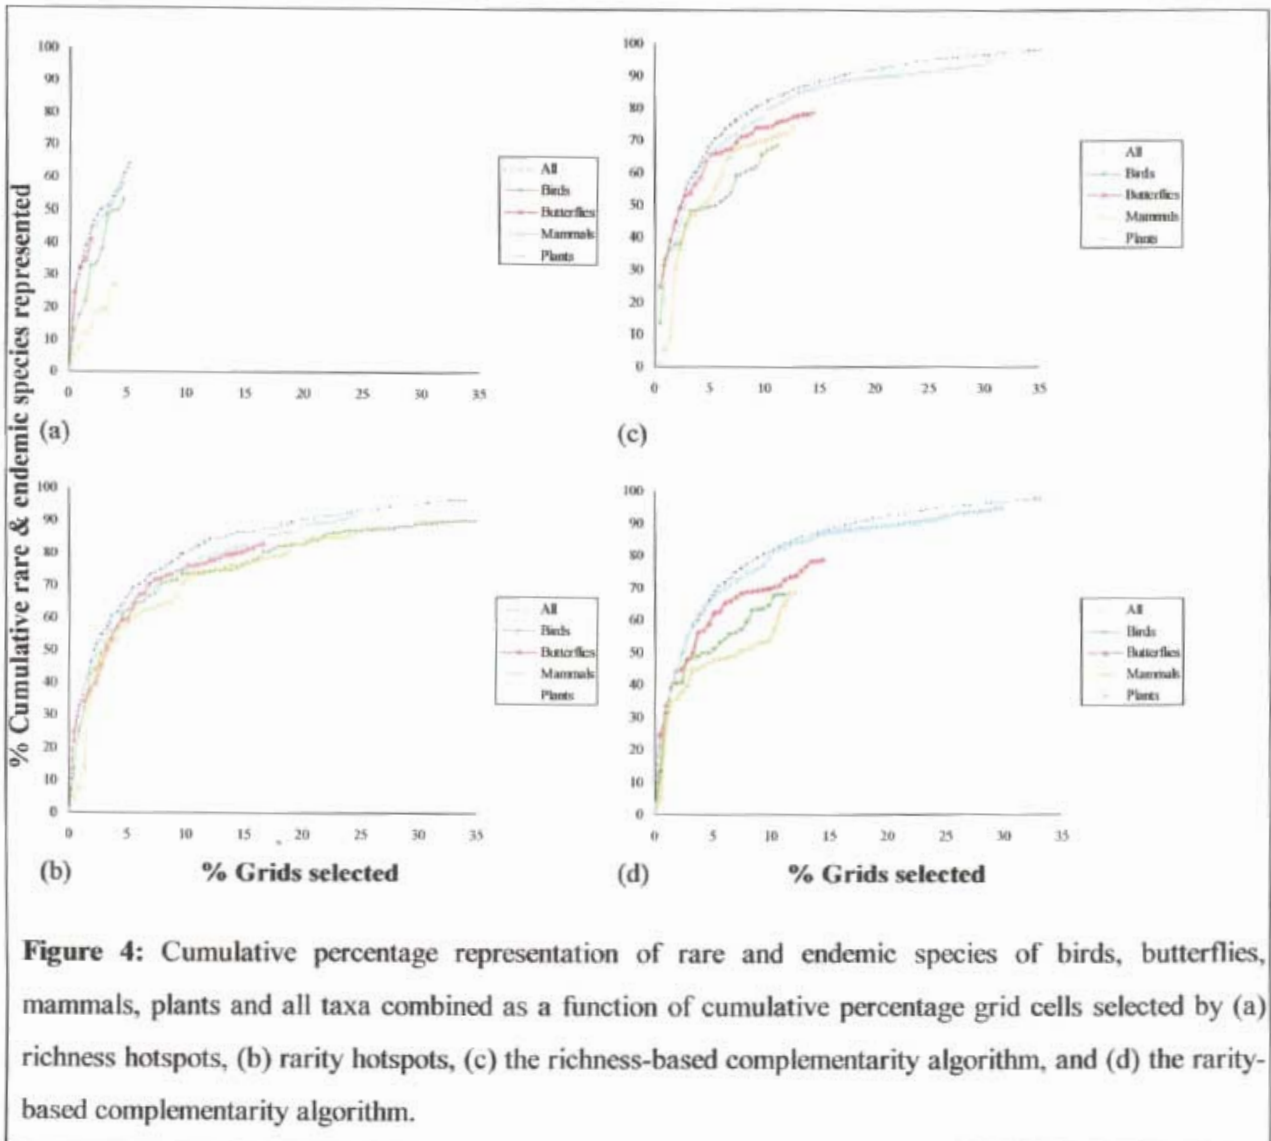 % Cumulative rare & endemic species represented
100
90
80
70
60
50
40
30
20
10
0
0 5 10 15 20 25 30 35
All
Birds
Butterflies
Mammals
Plants
(a)
100
90
80
70
60
50
40
30
20
10
0
0 5 10 15 20 25 30 35
All
Birds
Butterflies
Mammals
Plants
(c)
100
90
80
70
60
50
40
30
20
10
0
0 5 10 15 20 25 30 35
All
Birds
Butterflies
Mammals
Plants
(b) % Grids selected
100
90
80
70
60
50
40
30
20
10
0
0 5 10 15 20 25 30 35
All
Birds
Butterflies
Mammals
Plants
(d) % Grids selected
Figure 4: Cumulative percentage representation of rare and endemic species of birds, butterflies,
mammals, plants and all taxa combined as a function of cumulative percentage grid cells selected by (a)
richness hotspots, (b) rarity hotspots, (c) the richness-based complementarity algorithm, and (d) the rarity-
based complementarity algorithm.